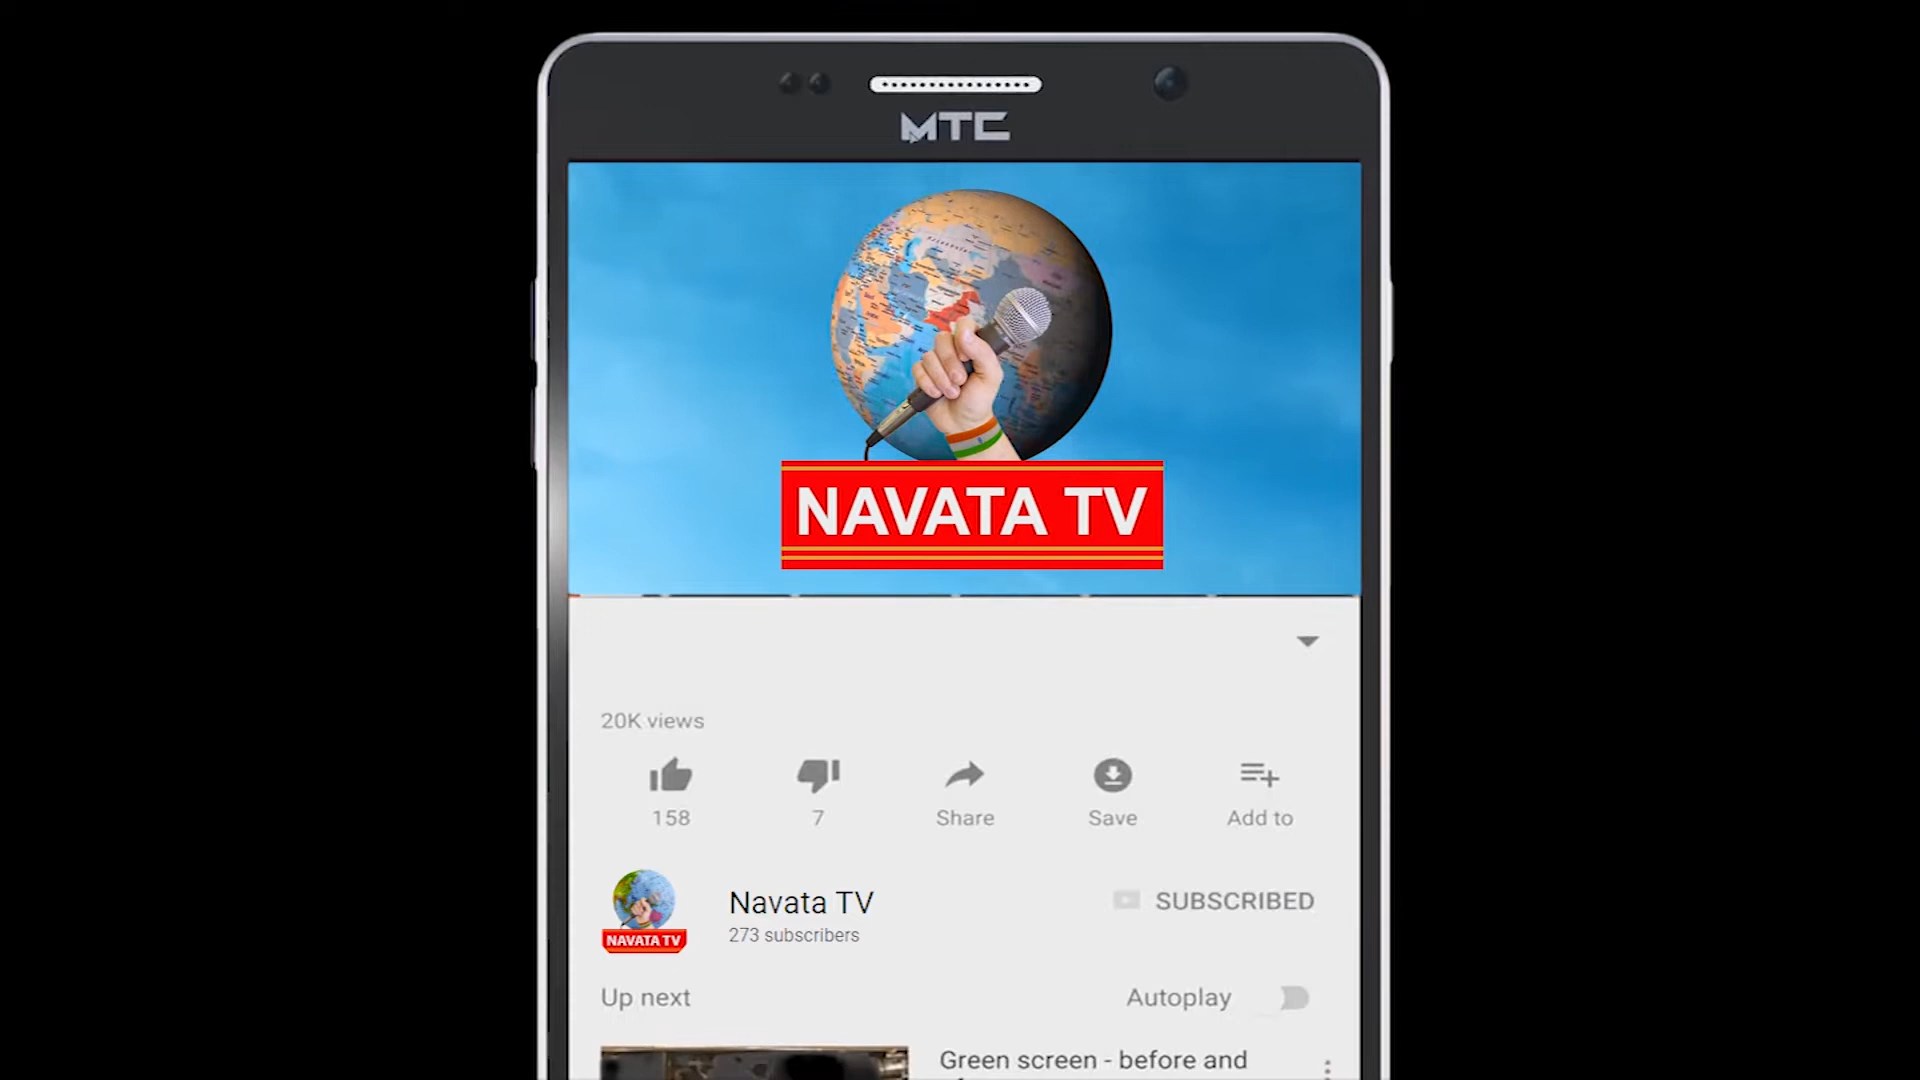 MTC
NAVATA TV
20K views
158
7
Share
Save
Add to
NAVATA TV
Navata TV
273 subscribers
SUBSCRIBED
Up next
Autoplay
Green screen - before and